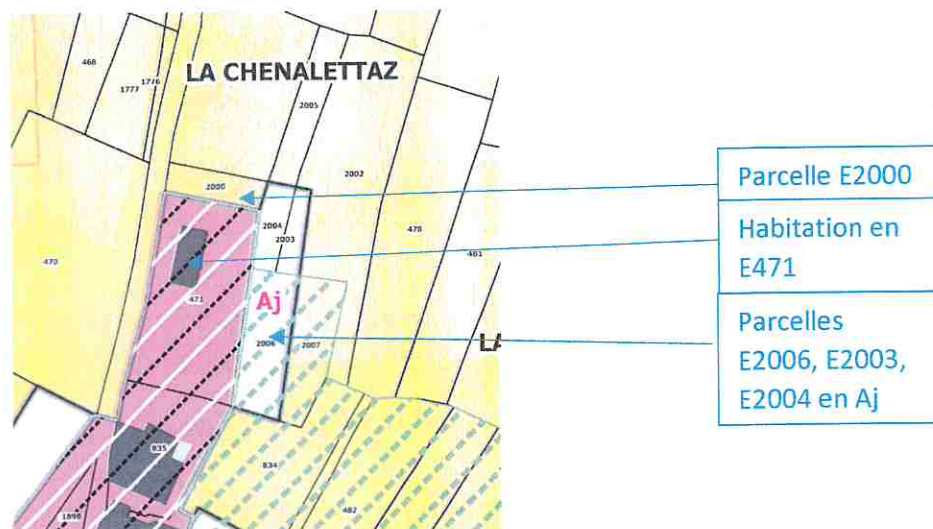 468
1777
1776
LA CHENALETTAZ
2005
2000
2002
2004
2003
478
481
470
471
Aj
2006
2007
LA
835
834
482
1898
Parcelle E2000
Habitation en
E471
Parcelles
E2006, E2003,
E2004 en Aj